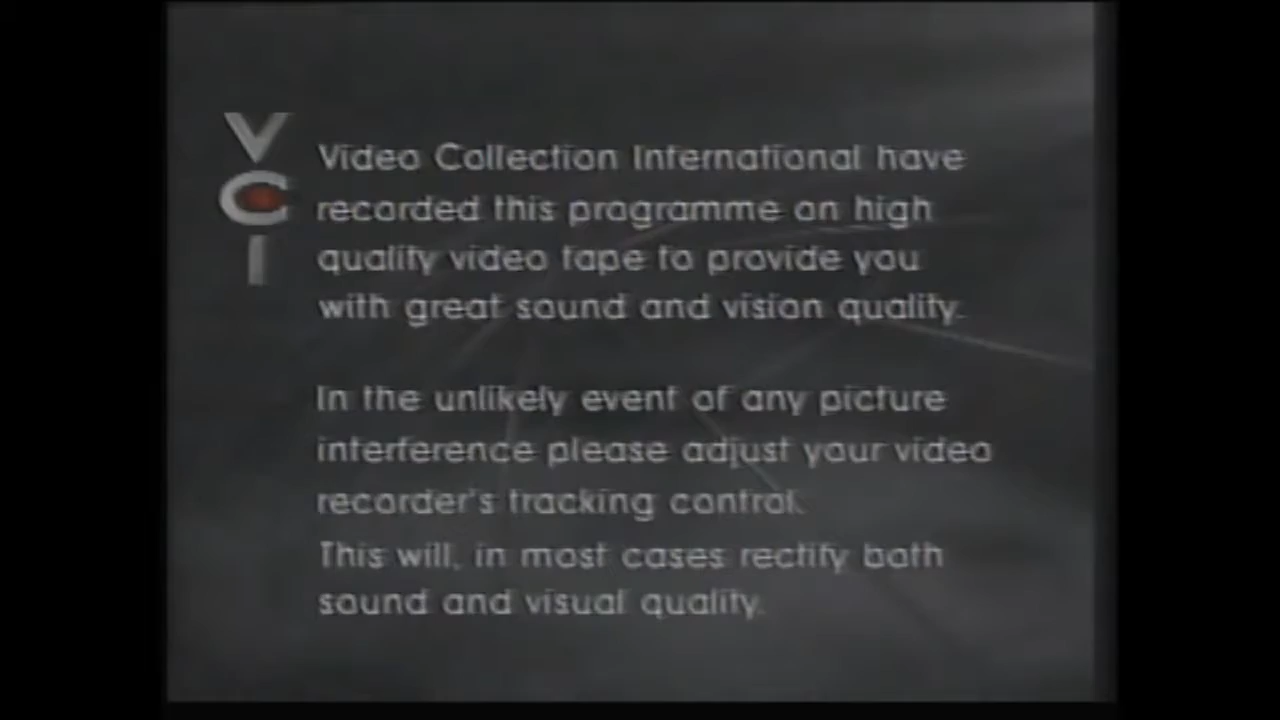 VCI
Video Collection International have
recorded this programme on high
quality video tape to provide you
with great sound and vision quality.
In the unlikely event of any picture
interference please adjust your video
recorder's tracking control.
This will, in most cases rectify both
sound and visual quality.